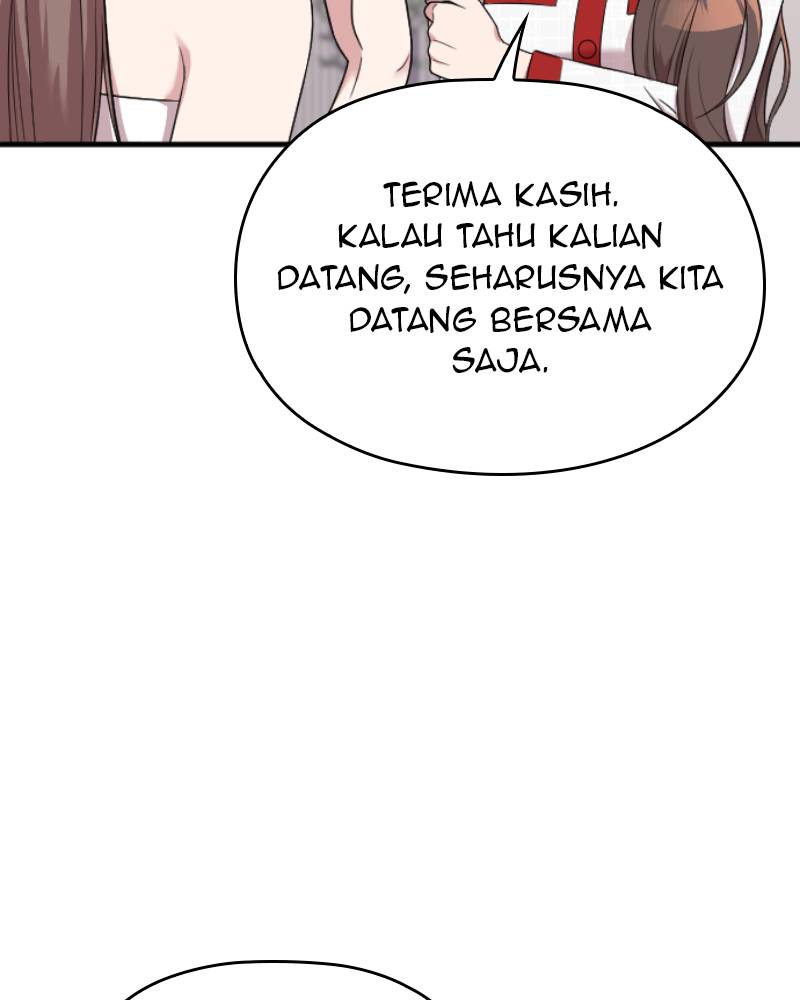 TERIMA KASIH.
KALAU TAHU KALIAN
DATANG, SEHARUSNYA KITA
DATANG BERSAMA
SAJA.